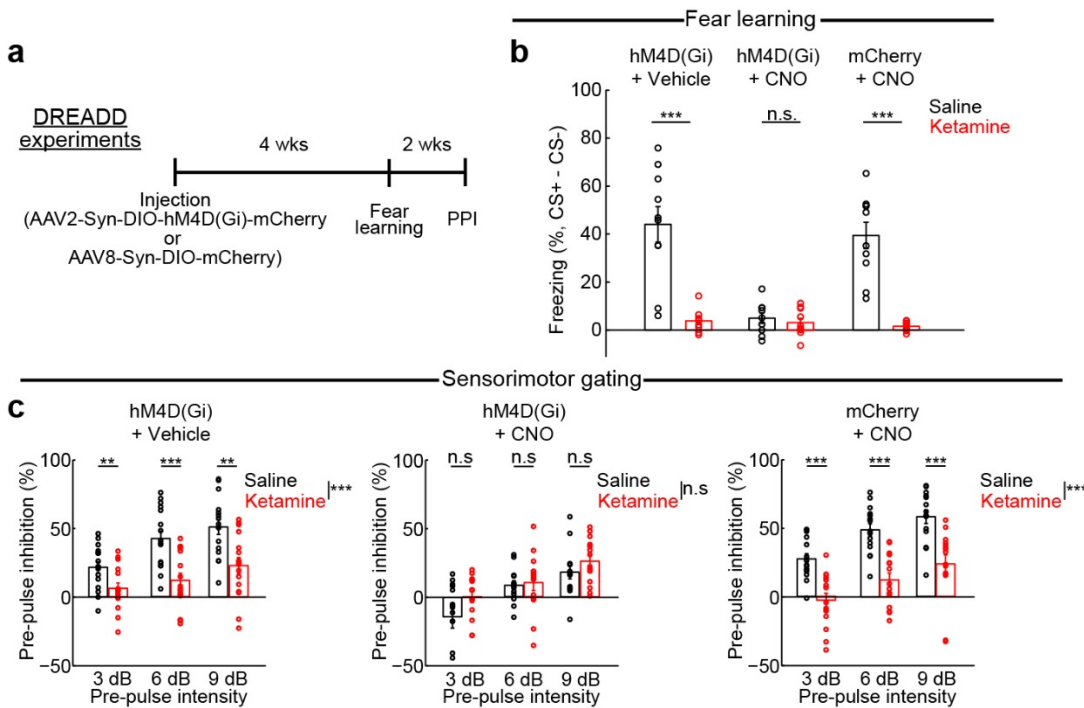 Fear learning
a
DREADD
experiments
4 wks
2 wks
Injection
(AAV2-Syn-DIO-hM4D(Gi)-mCherry
or
AAV8-Syn-DIO-mCherry)
Fear
learning
PPI
b
hM4D(Gi)
+ Vehicle
hM4D(Gi)
+ CNO
mCherry
+ CNO
Saline
Ketamine
***
n.s.
***
Freezing (%, CS+ - CS-)
100
80
60
40
20
0
Sensorimotor gating
c
hM4D(Gi)
+ Vehicle
Pre-pulse inhibition (%)
100
50
0
−50
**
***
**
Saline
Ketamine
***
3 dB
6 dB
9 dB
Pre-pulse intensity
hM4D(Gi)
+ CNO
Pre-pulse inhibition (%)
100
50
0
−50
n.s
n.s
n.s
Saline
Ketamine
n.s
3 dB
6 dB
9 dB
Pre-pulse intensity
mCherry
+ CNO
Pre-pulse inhibition (%)
100
50
0
−50
***
***
***
Saline
Ketamine
***
3 dB
6 dB
9 dB
Pre-pulse intensity